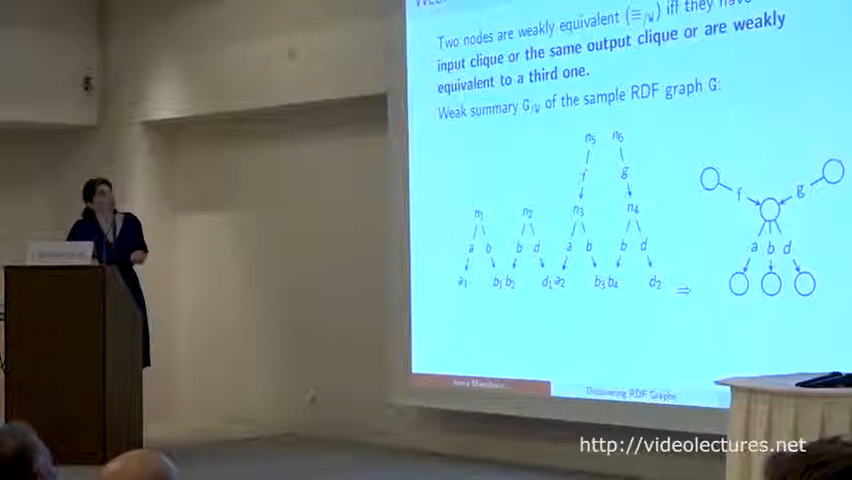 Two nodes are weakly equivalent (≡/W) iff they have
input clique or the same output clique or are weakly
equivalent to a third one.
Weak summary G/W of the sample RDF graph G:
n5 n6
f g
n1 n2 n3 n4
a b b d a b b d
a1 b1 b2 d1 a2 b3 b4 d2 ⇒
f g
a b d
Discovering RDF Graphs
http://videolectures.net